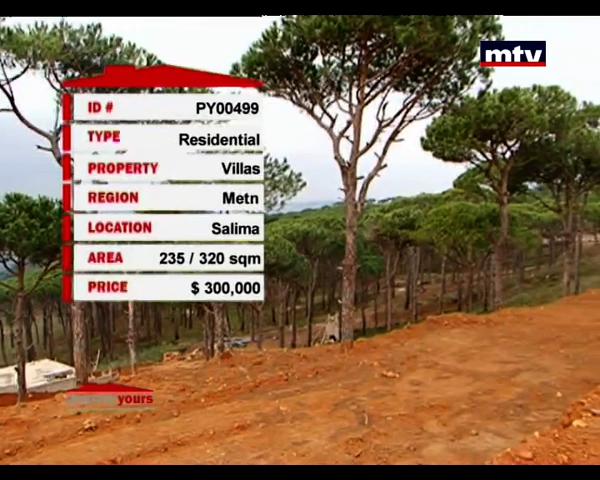 mtv
ID # PY00499
TYPE Residential
PROPERTY Villas
REGION Metn
LOCATION Salima
AREA 235 / 320 sqm
PRICE $ 300,000
yours